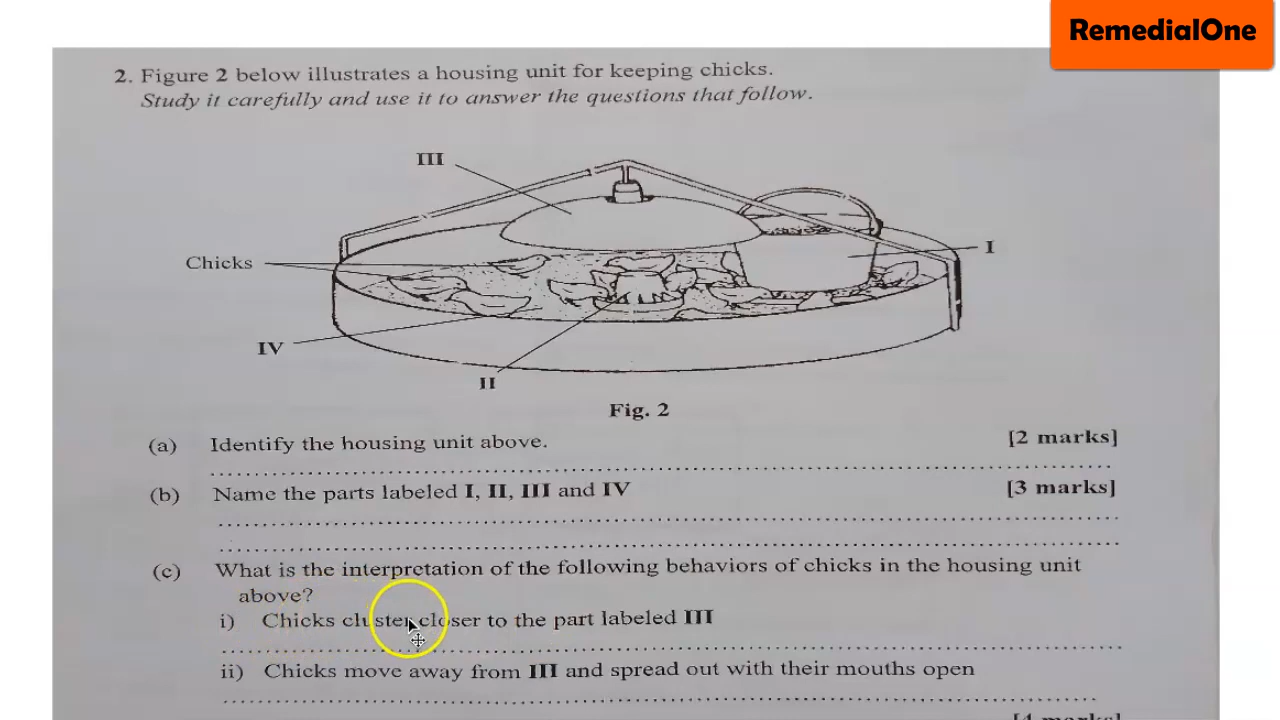 RemedialOne
2. Figure 2 below illustrates a housing unit for keeping chicks.
Study it carefully and use it to answer the questions that follow.
III
I
Chicks
IV
II
Fig. 2
(a) Identify the housing unit above. [2 marks]
(b) Name the parts labeled I, II, III and IV [3 marks]
(c) What is the interpretation of the following behaviors of chicks in the housing unit
above?
i) Chicks cluster closer to the part labeled III
ii) Chicks move away from III and spread out with their mouths open
[4 marks]